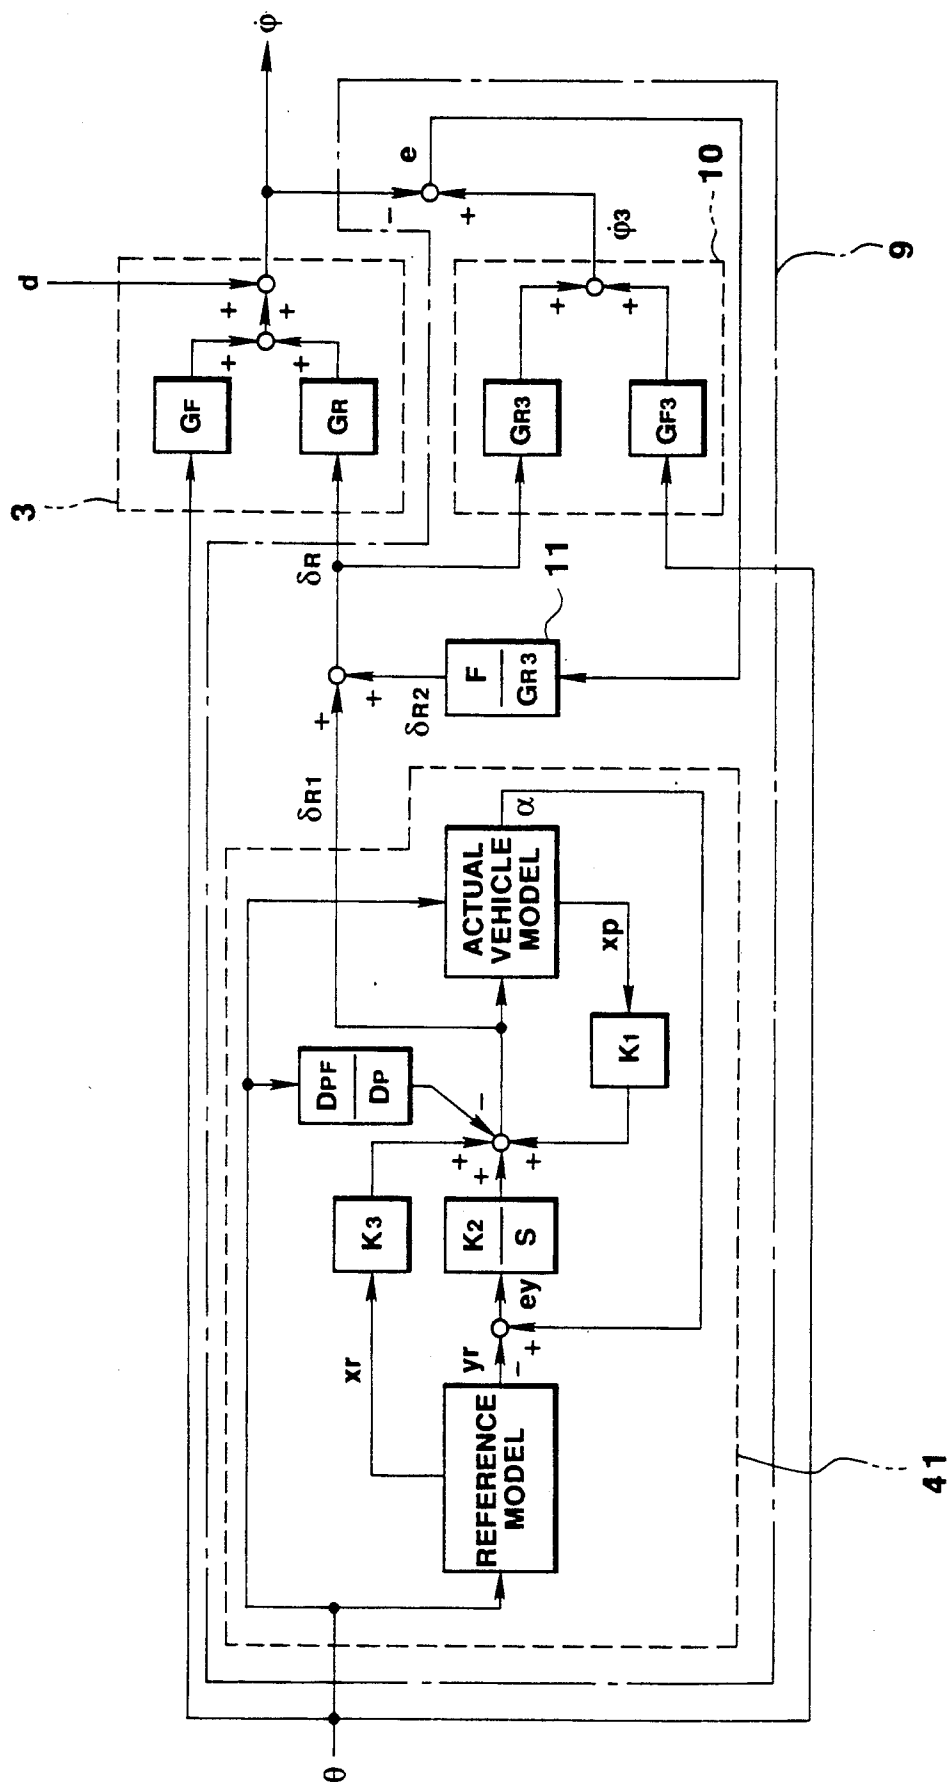 θ
REFERENCE
MODEL
xr
yr
-
+
ey
K3
K2
S
DPF
DP
+
+
+
-
K1
xp
ACTUAL
VEHICLE
MODEL
α
41
δR1
+
+
δR2
F
GR3
11
δR
3
GF
GR
+
+
+
+
d
φ̇
GR3
GF3
+
+
φ̇3
-
+
e
10
9